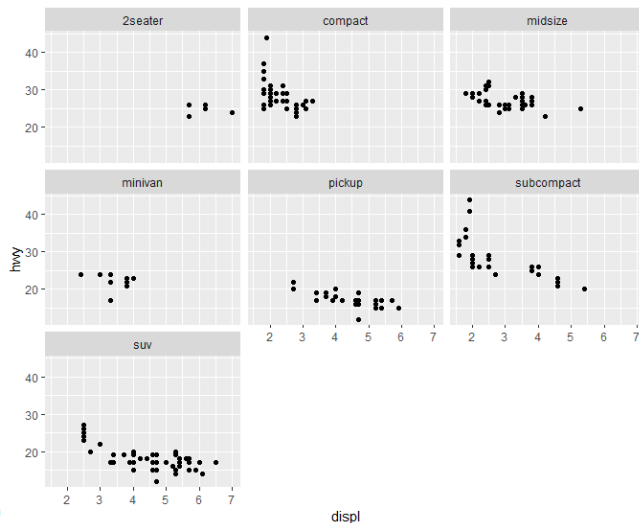 2seater compact midsize
40
30
20
minivan pickup subcompact
40
30
20
hwy
2 3 4 5 6 7 2 3 4 5 6 7
suv
40
30
20
2 3 4 5 6 7
displ